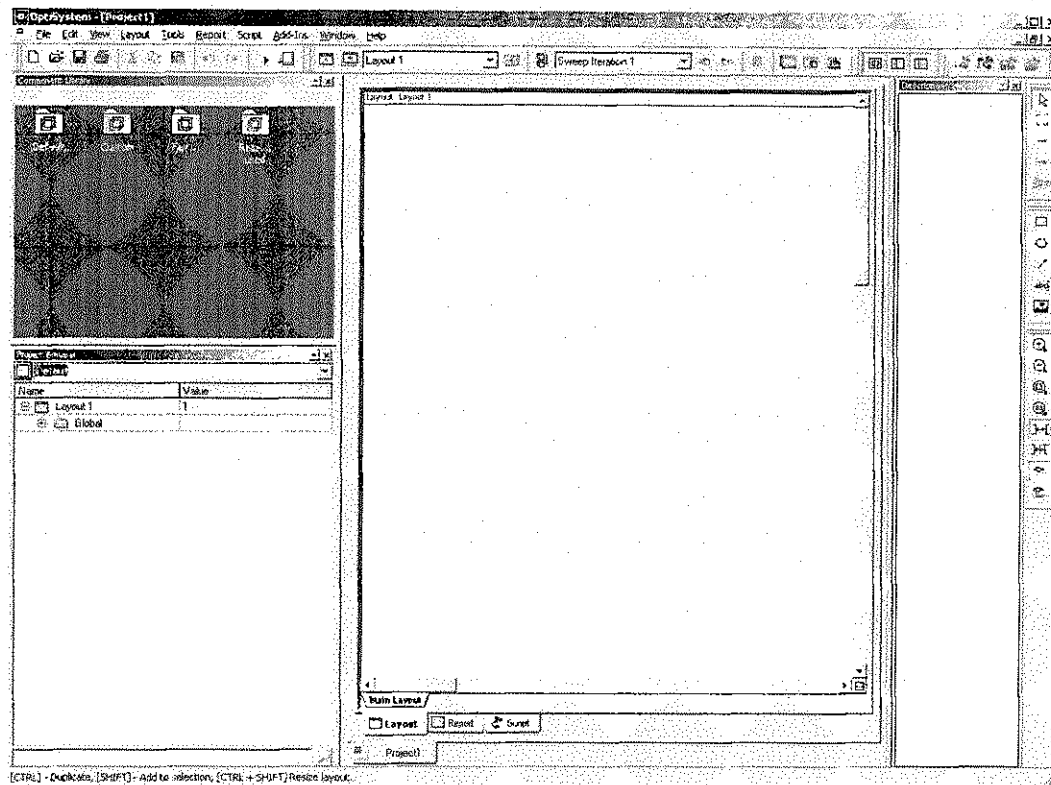 OptiSystem - [Project1]
File Edit View Layout Tools Report Script Add-Ins Window Help
Layout 1
Sweep Iteration 1
Layout: Layout 1
Name Value
Layout 1 1
Global
Main Layout
Layout Report Script
Project1
[CTRL] - Duplicate, [SHIFT] - Add to selection, [CTRL + SHIFT] Resize layout.